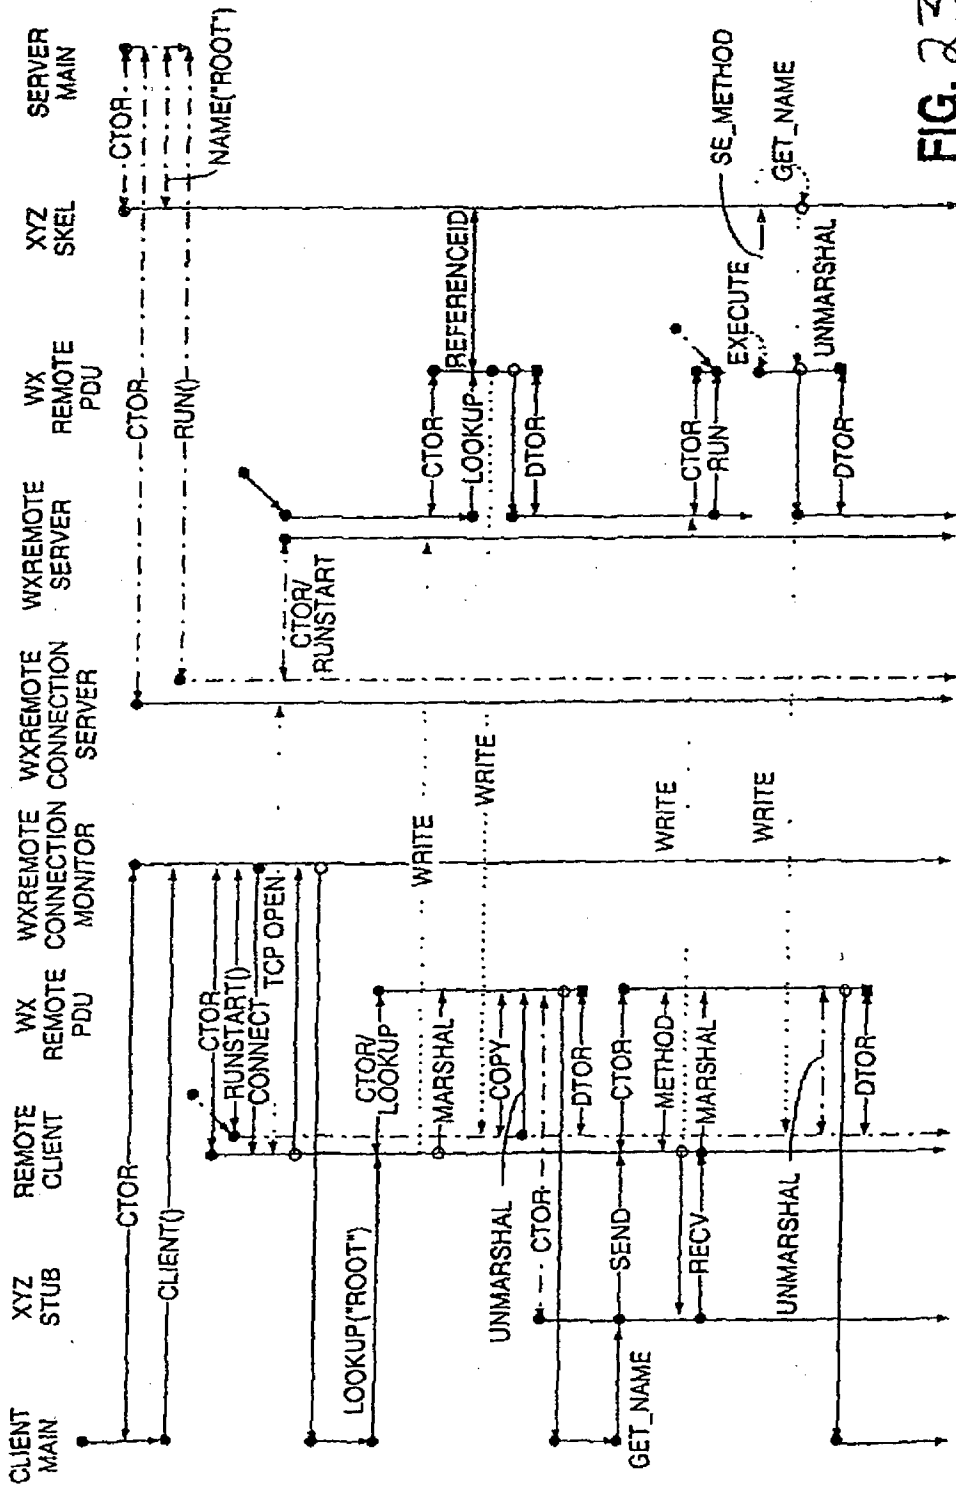 CLIENT
MAIN
XYZ
STUB
REMOTE
CLIENT
WX
REMOTE
PDU
WXREMOTE
CONNECTION
MONITOR
WXREMOTE
CONNECTION
SERVER
WXREMOTE
SERVER
WX
REMOTE
PDU
XYZ
SKEL
SERVER
MAIN
CTOR
CTOR
RUN()
NAME("ROOT")
CTOR
CLIENT()
CTOR
RUNSTART()
CONNECT
TCP OPEN
CTOR/
RUNSTART
LOOKUP("ROOT")
CTOR/
LOOKUP
WRITE
MARSHAL
CTOR
LOOKUP
REFERENCEID
WRITE
COPY
UNMARSHAL
DTOR
CTOR
DTOR
GET_NAME
SEND
CTOR
METHOD
WRITE
CTOR
RUN
RECV
MARSHAL
EXECUTE
SE_METHOD
GET_NAME
WRITE
UNMARSHAL
UNMARSHAL
DTOR
DTOR
FIG. 23